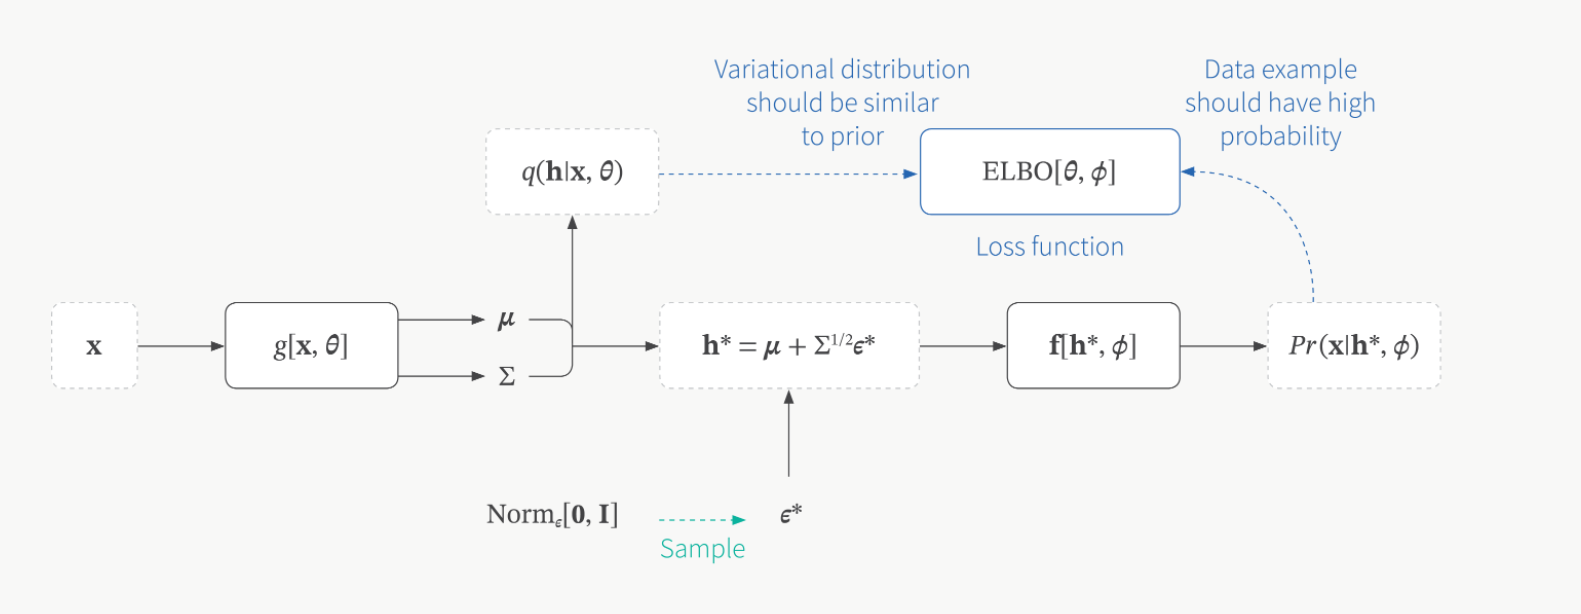 Variational distribution
should be similar
to prior
Data example
should have high
probability
q(h|x, θ)
ELBO[θ, ϕ]
Loss function
x
g[x, θ]
μ
Σ
h* = μ + Σ^1/2 ϵ*
f[h*, ϕ]
Pr(x|h*, ϕ)
Norm_ϵ[0, I]
Sample
ϵ*